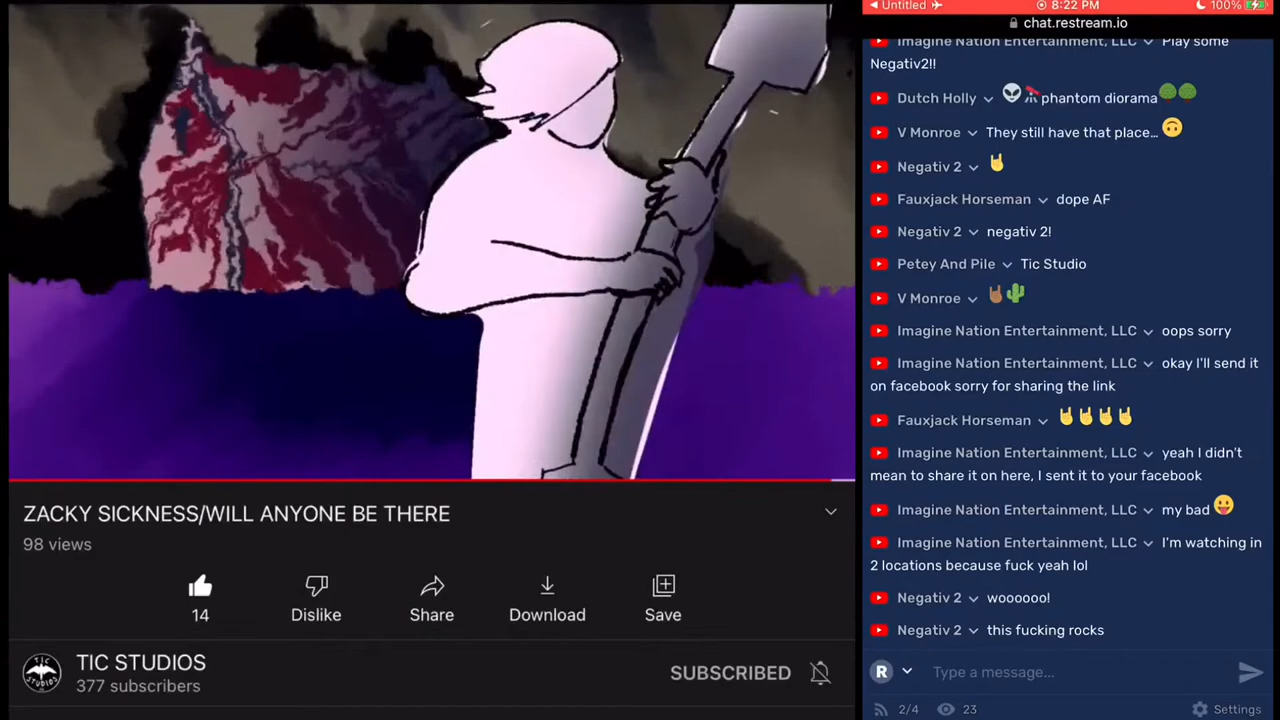 ZACKY SICKNESS/WILL ANYONE BE THERE
98 views
14
Dislike
Share
Download
Save
TIC STUDIOS
TIC STUDIOS
377 subscribers
SUBSCRIBED
Untitled
8:22 PM
100%
chat.restream.io
Imagine Nation Entertainment, LLC Play some
Negativ2!!
Dutch Holly 👽🔭phantom diorama🌳🌳
V Monroe They still have that place... 🙃
Negativ 2 🤘
Fauxjack Horseman dope AF
Negativ 2 negativ 2!
Petey And Pile Tic Studio
V Monroe 🤘🏾🌵
Imagine Nation Entertainment, LLC oops sorry
Imagine Nation Entertainment, LLC okay I'll send it
on facebook sorry for sharing the link
Fauxjack Horseman 🤘🤘🤘🤘
Imagine Nation Entertainment, LLC yeah I didn't
mean to share it on here, I sent it to your facebook
Imagine Nation Entertainment, LLC my bad 😛
Imagine Nation Entertainment, LLC I'm watching in
2 locations because fuck yeah lol
Negativ 2 woooooo!
Negativ 2 this fucking rocks
R
Type a message...
2/4
23
Settings